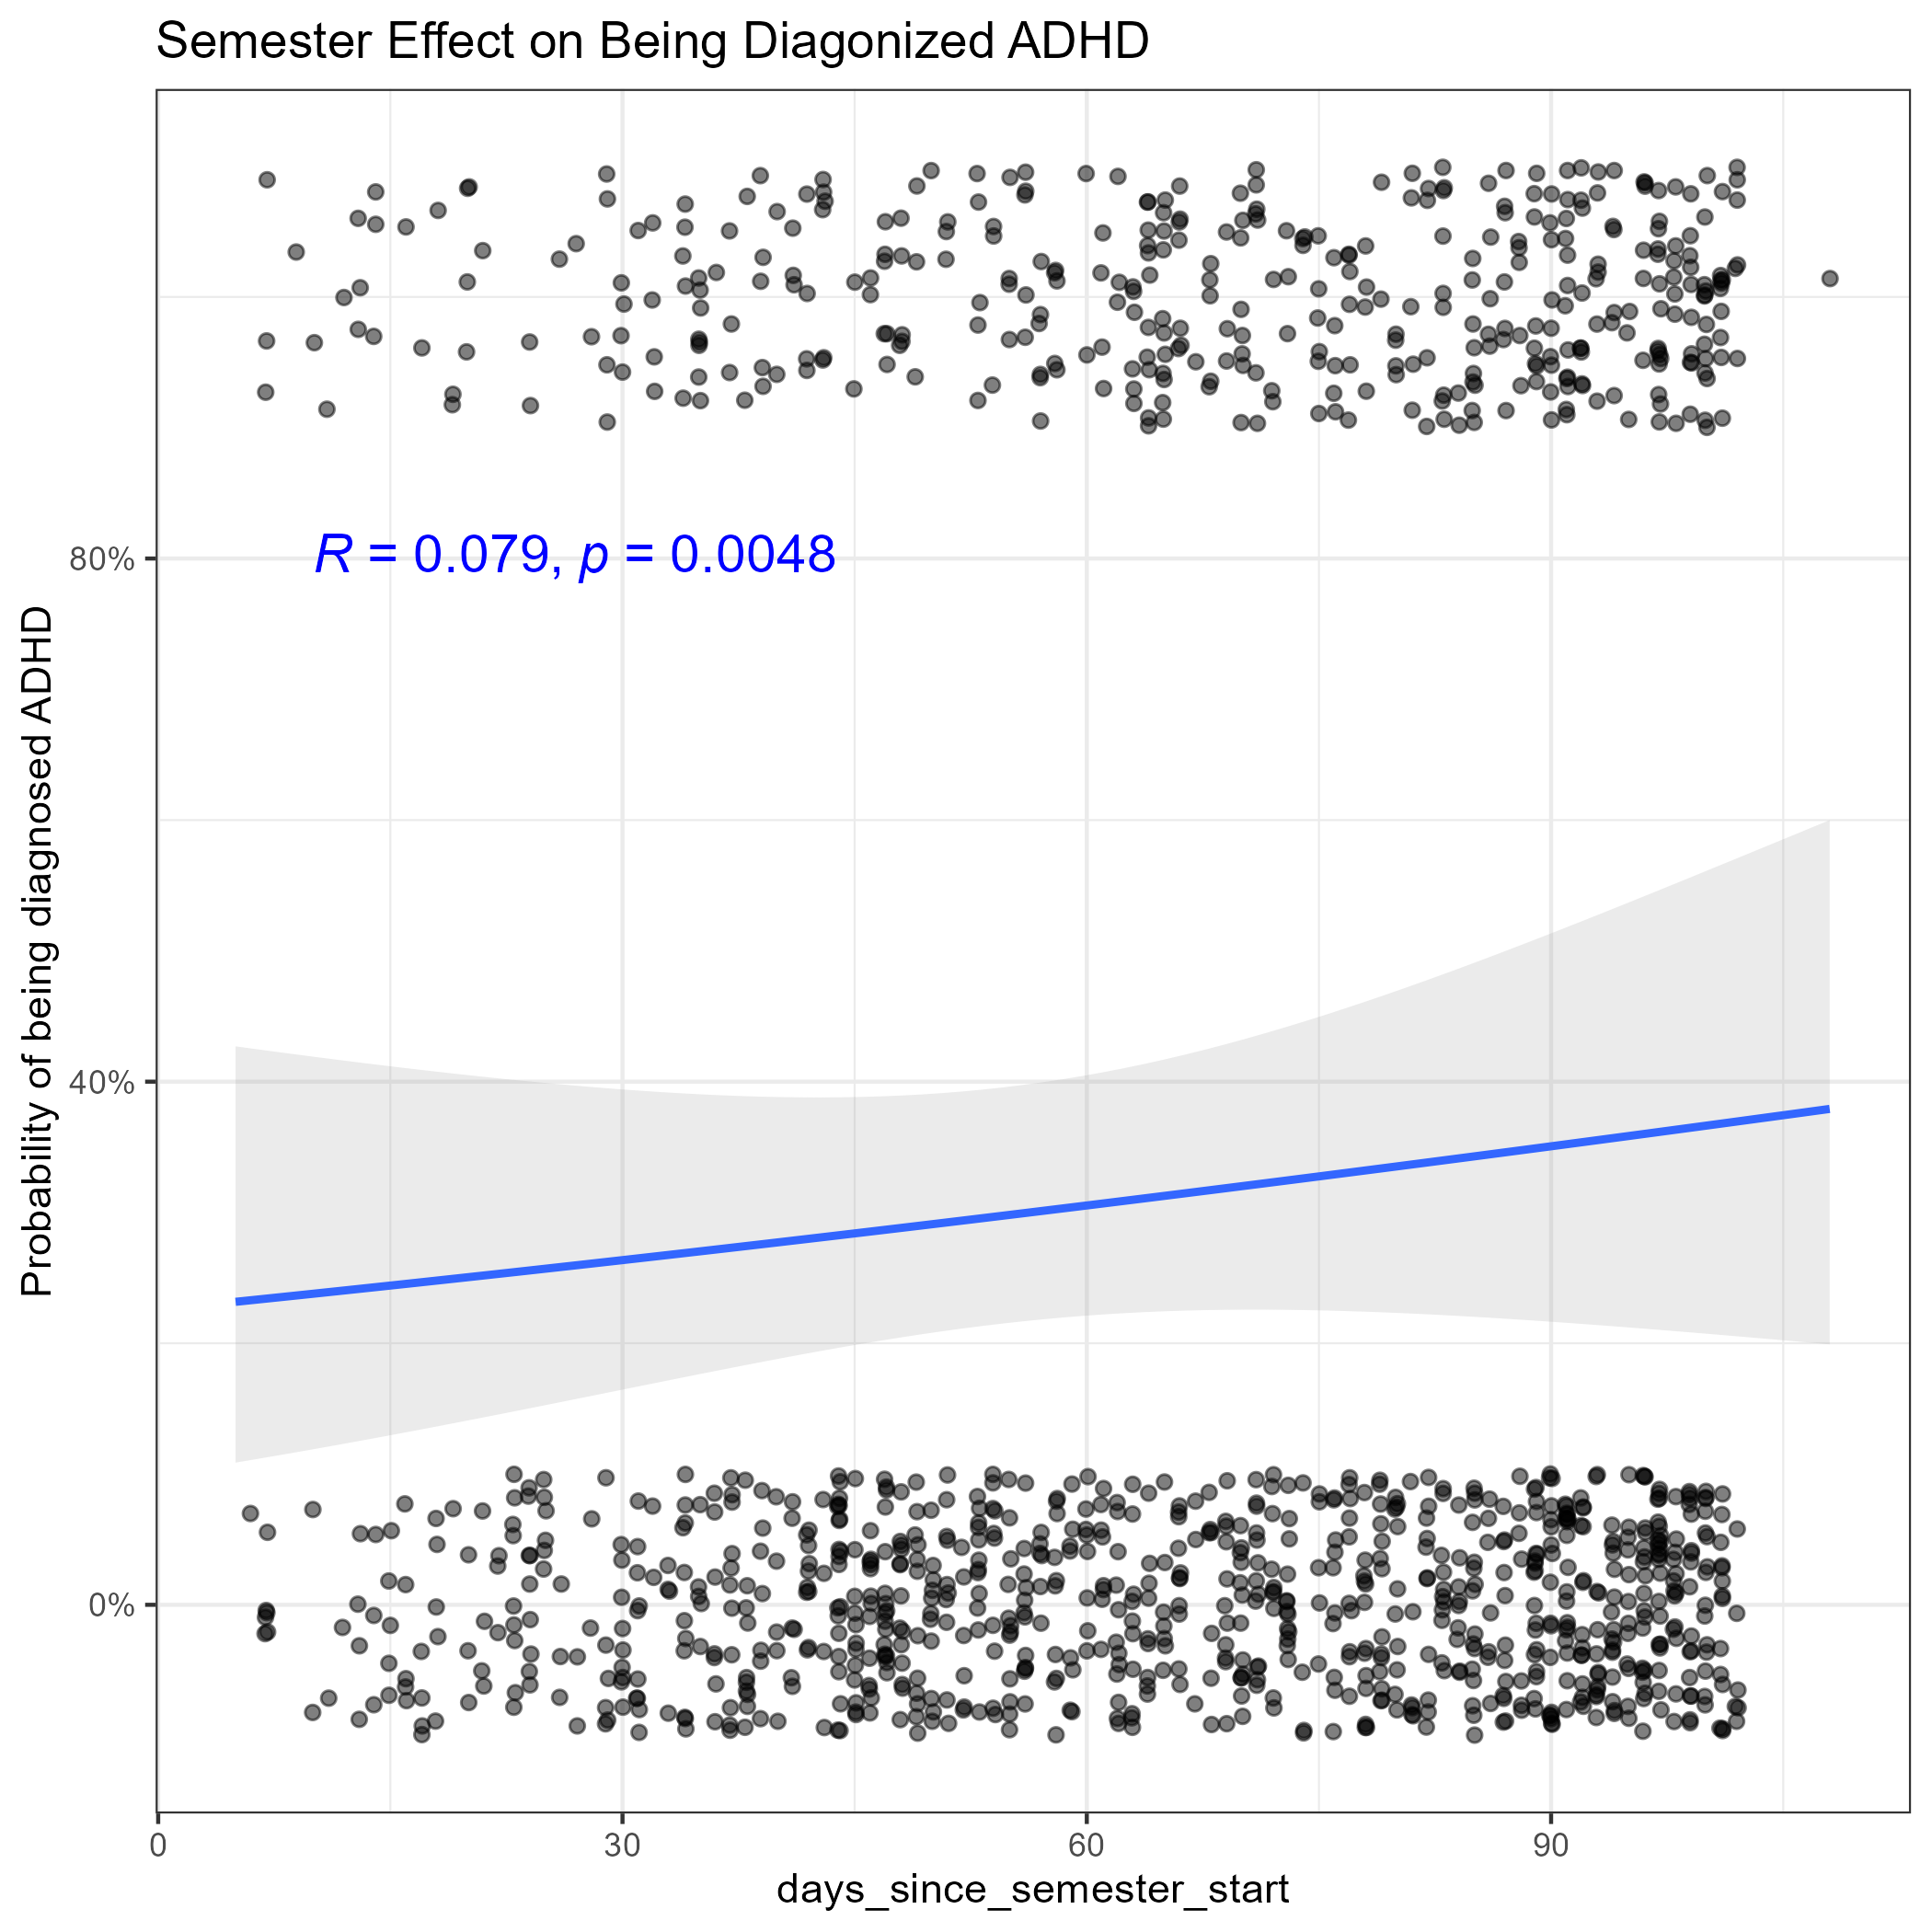 Semester Effect on Being Diagonized ADHD
R = 0.079, p = 0.0048
80%
40%
0%
Probability of being diagnosed ADHD
0 30 60 90
days_since_semester_start